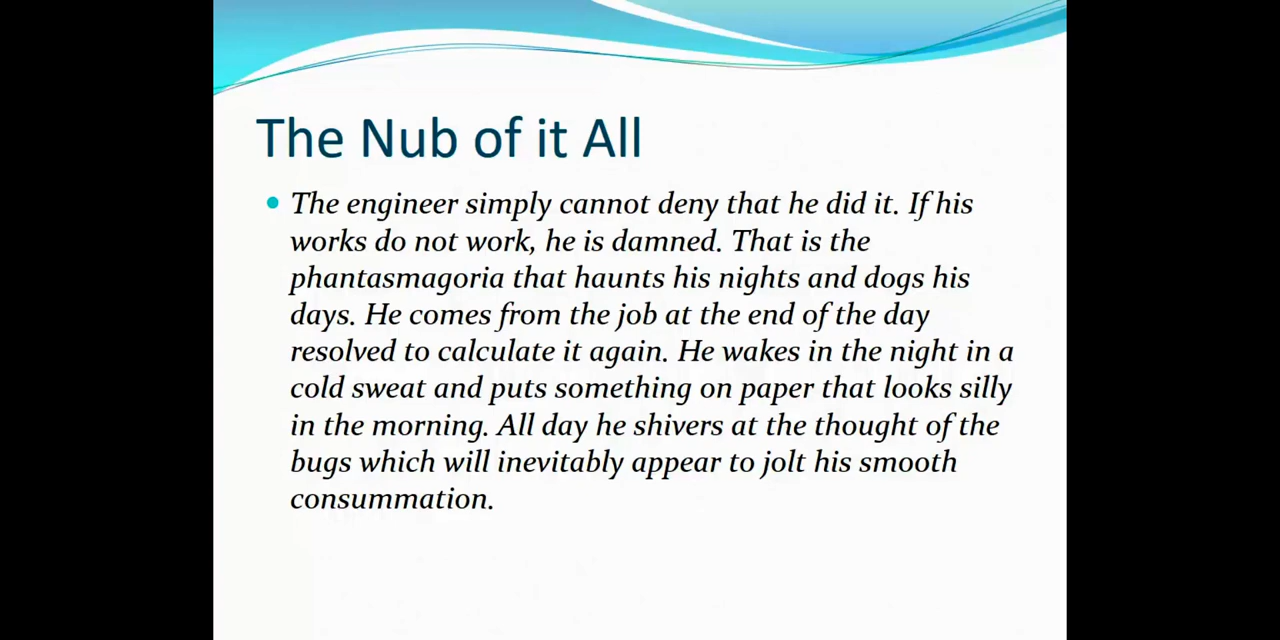 The Nub of it All
The engineer simply cannot deny that he did it. If his
works do not work, he is damned. That is the
phantasmagoria that haunts his nights and dogs his
days. He comes from the job at the end of the day
resolved to calculate it again. He wakes in the night in a
cold sweat and puts something on paper that looks silly
in the morning. All day he shivers at the thought of the
bugs which will inevitably appear to jolt his smooth
consummation.